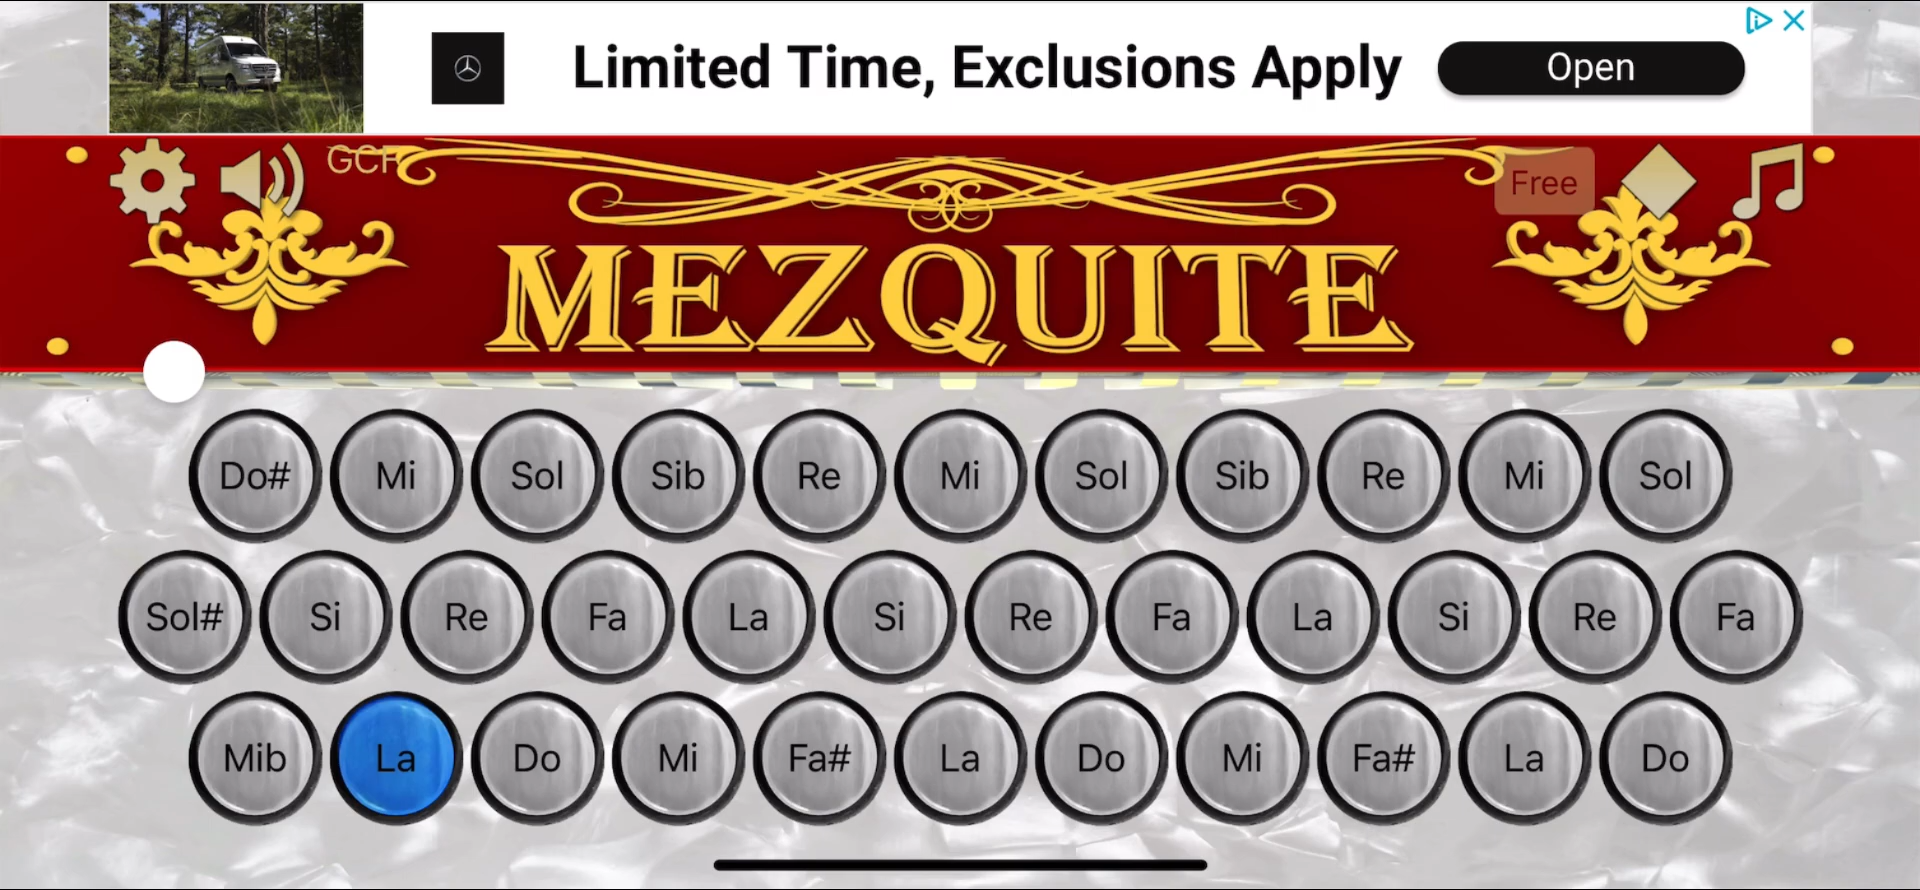 Limited Time, Exclusions Apply
Open
GCF
Free
MEZQUITE
Do# Mi Sol Sib Re Mi Sol Sib Re Mi Sol
Sol# Si Re Fa La Si Re Fa La Si Re Fa
Mib La Do Mi Fa# La Do Mi Fa# La Do